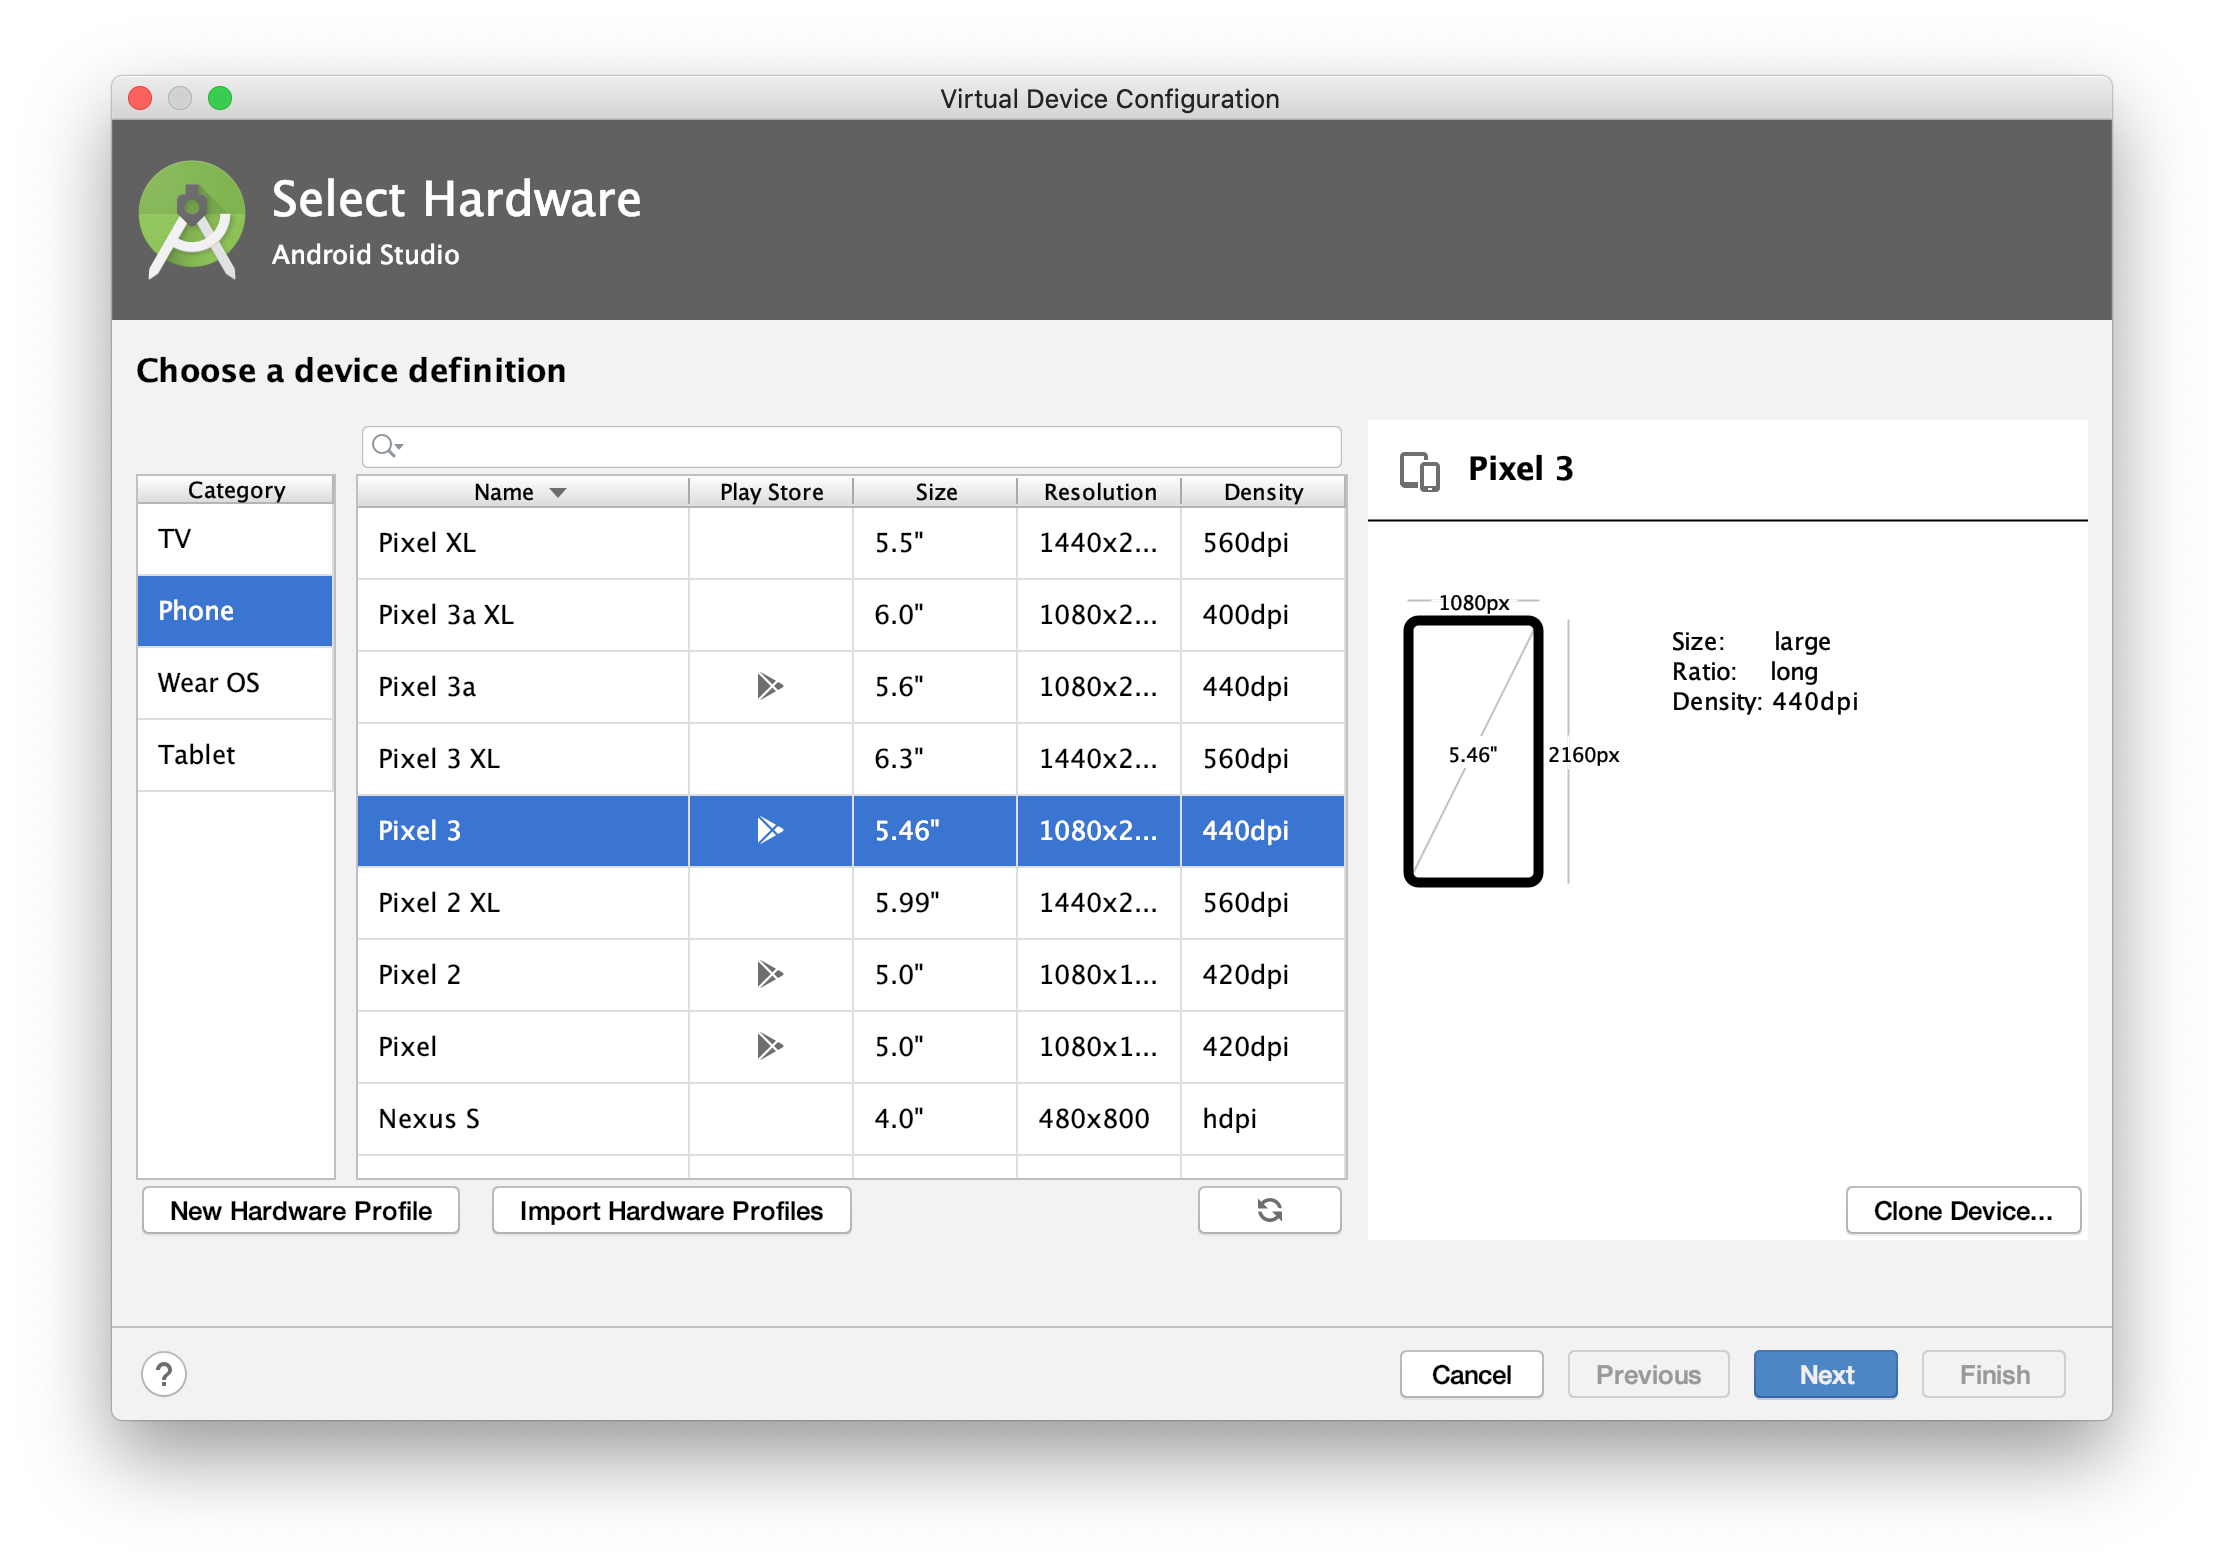 Virtual Device Configuration
Select Hardware
Android Studio
Choose a device definition
Category
TV
Phone
Wear OS
Tablet
Name Play Store Size Resolution Density
Pixel XL 5.5" 1440x2... 560dpi
Pixel 3a XL 6.0" 1080x2... 400dpi
Pixel 3a 5.6" 1080x2... 440dpi
Pixel 3 XL 6.3" 1440x2... 560dpi
Pixel 3 5.46" 1080x2... 440dpi
Pixel 2 XL 5.99" 1440x2... 560dpi
Pixel 2 5.0" 1080x1... 420dpi
Pixel 5.0" 1080x1... 420dpi
Nexus S 4.0" 480x800 hdpi
New Hardware Profile Import Hardware Profiles
Pixel 3
1080px
5.46" 2160px
Size: large
Ratio: long
Density: 440dpi
Clone Device...
? Cancel Previous Next Finish